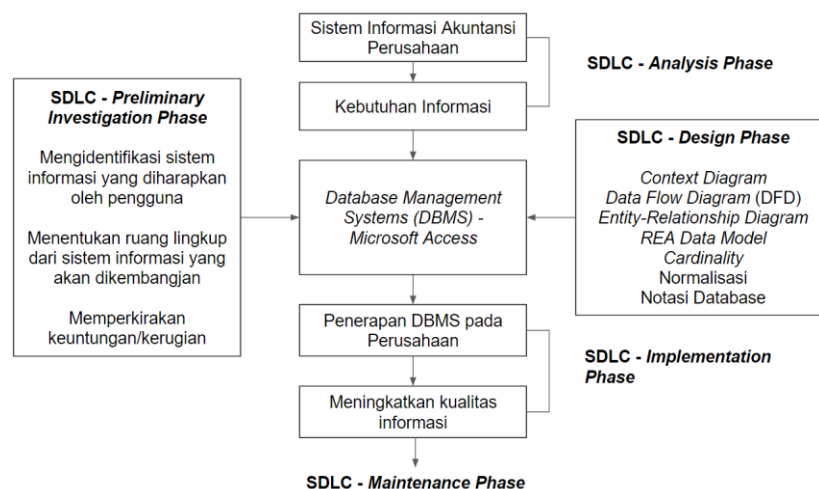 Sistem Informasi Akuntansi
Perusahaan
SDLC - Analysis Phase
Kebutuhan Informasi
SDLC - Preliminary
Investigation Phase
Mengidentifikasi sistem
informasi yang diharapkan
oleh pengguna
Menentukan ruang lingkup
dari sistem informasi yang
akan dikembangjan
Memperkirakan
keuntungan/kerugian
Database Management
Systems (DBMS) -
Microsoft Access
SDLC - Design Phase
Context Diagram
Data Flow Diagram (DFD)
Entity-Relationship Diagram
REA Data Model
Cardinality
Normalisasi
Notasi Database
Penerapan DBMS pada
Perusahaan
SDLC - Implementation
Phase
Meningkatkan kualitas
informasi
SDLC - Maintenance Phase